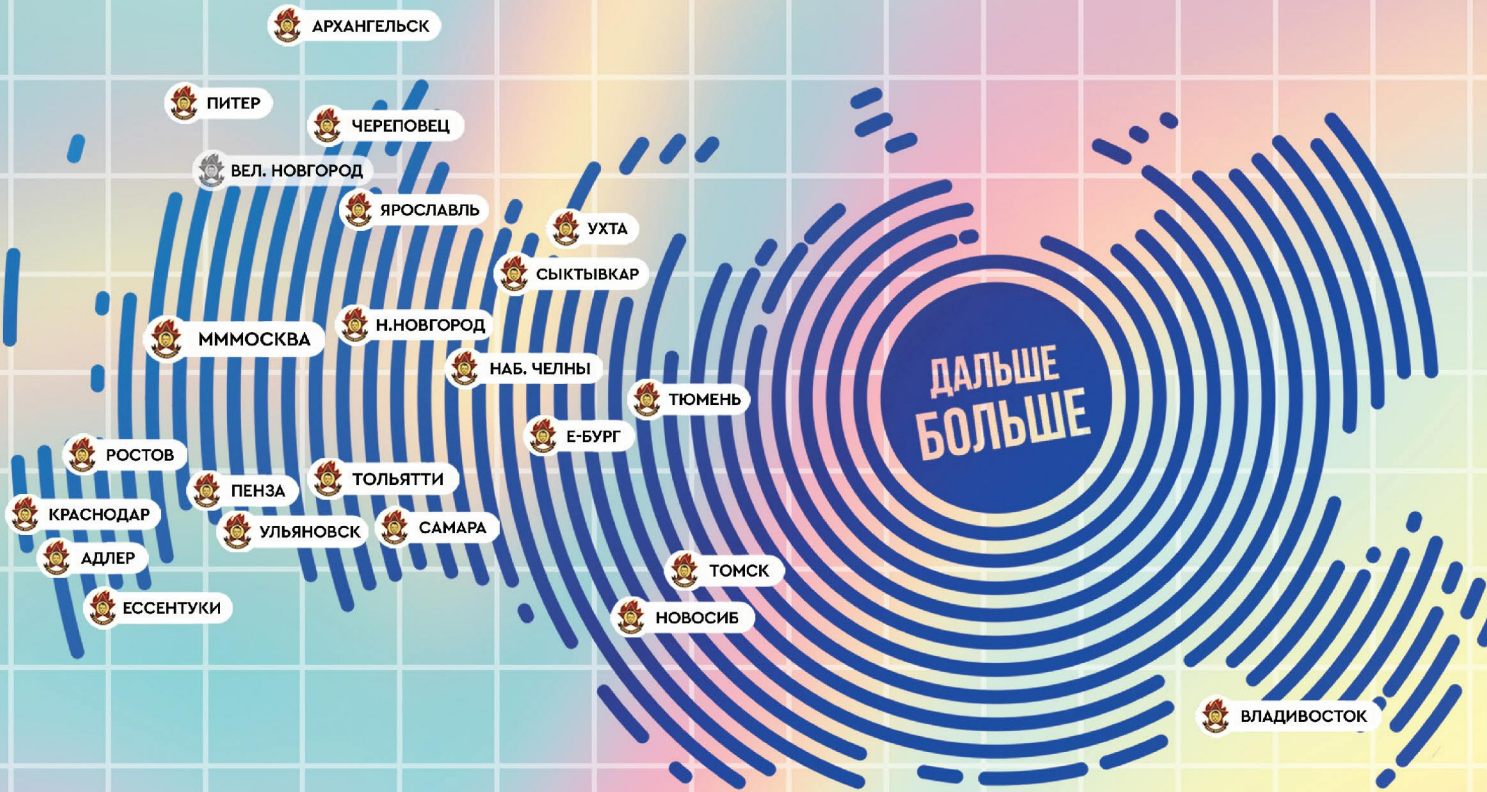 АРХАНГЕЛЬСК
ПИТЕР
ЧЕРЕПОВЕЦ
ВЕЛ. НОВГОРОД
ЯРОСЛАВЛЬ
УХТА
СЫКТЫВКАР
МММОСКВА
Н.НОВГОРОД
НАБ. ЧЕЛНЫ
ТЮМЕНЬ
Е-БУРГ
ДАЛЬШЕ
БОЛЬШЕ
РОСТОВ
ПЕНЗА
ТОЛЬЯТТИ
КРАСНОДАР
УЛЬЯНОВСК
САМАРА
АДЛЕР
ЕССЕНТУКИ
ТОМСК
НОВОСИБ
ВЛАДИВОСТОК